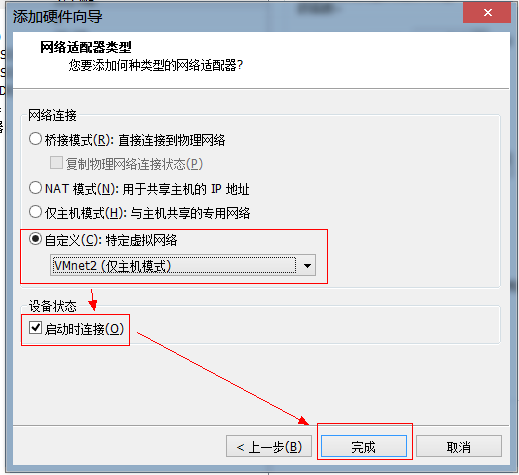 添加硬件向导
网络适配器类型
您要添加何种类型的网络适配器?
网络连接
桥接模式(R): 直接连接到物理网络
复制物理网络连接状态(P)
NAT 模式(N): 用于共享主机的 IP 地址
仅主机模式(H): 与主机共享的专用网络
自定义(C): 特定虚拟网络
VMnet2 (仅主机模式)
设备状态
启动时连接(O)
< 上一步(B)
完成
取消